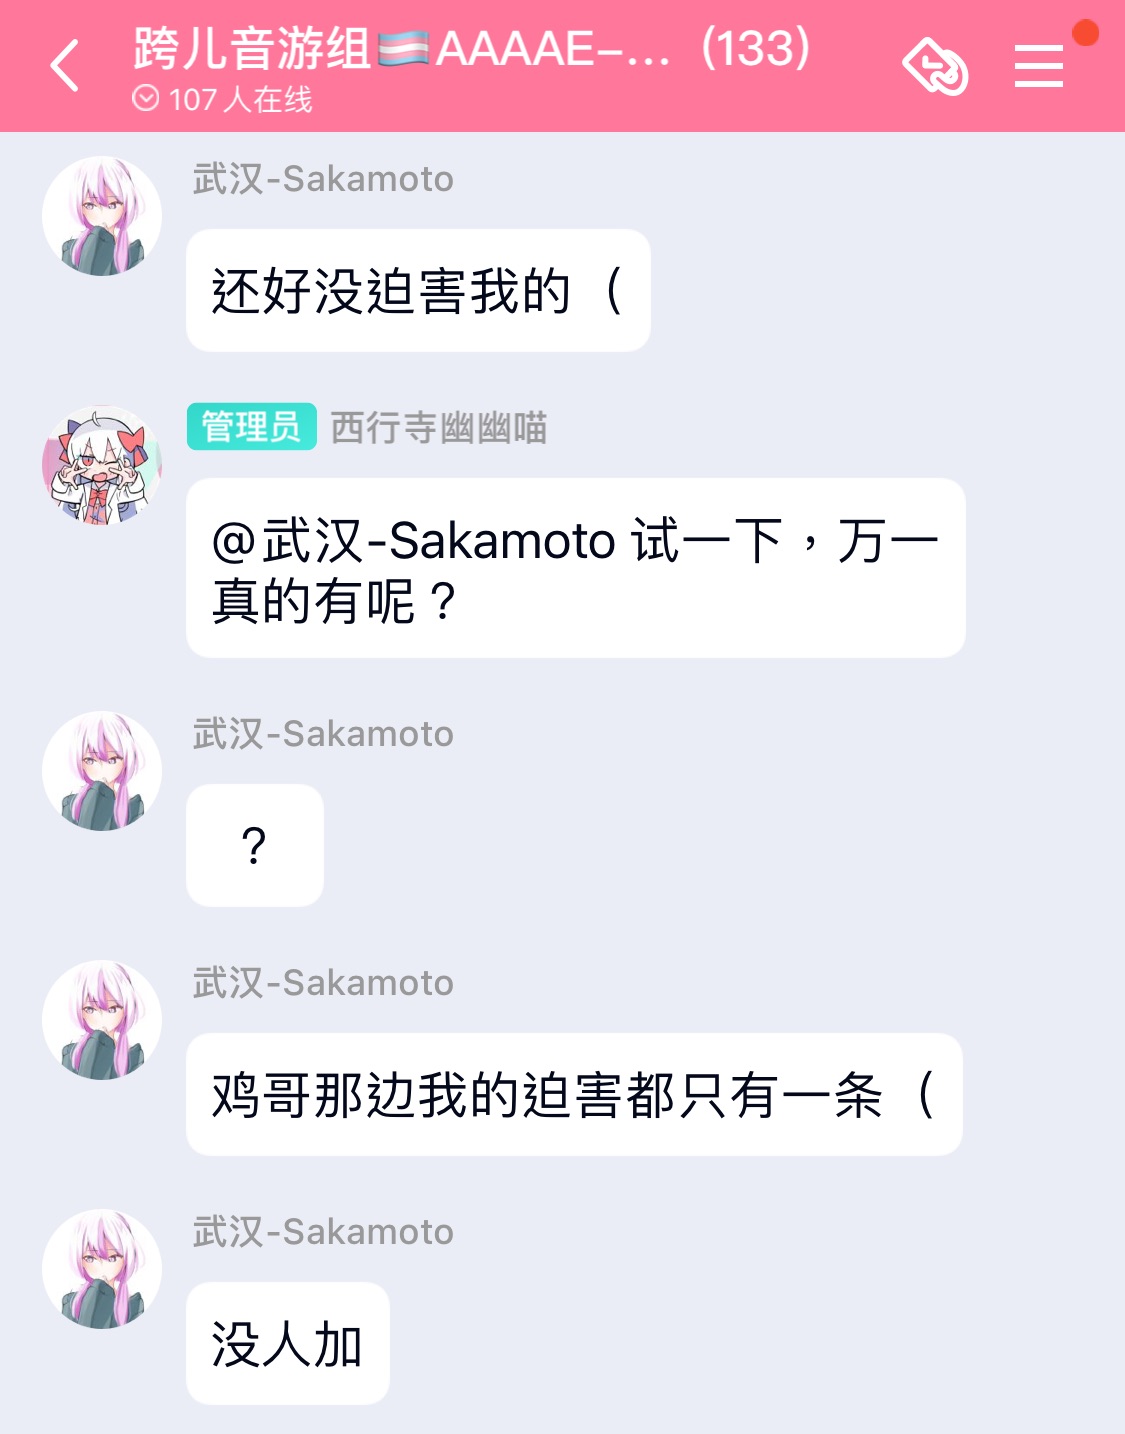 跨儿音游组🏳️‍⚧️AAAAE–... (133)
107人在线
武汉-Sakamoto
还好没迫害我的（
管理员 西行寺幽幽喵
@武汉-Sakamoto 试一下，万一
真的有呢？
武汉-Sakamoto
？
武汉-Sakamoto
鸡哥那边我的迫害都只有一条（
武汉-Sakamoto
没人加